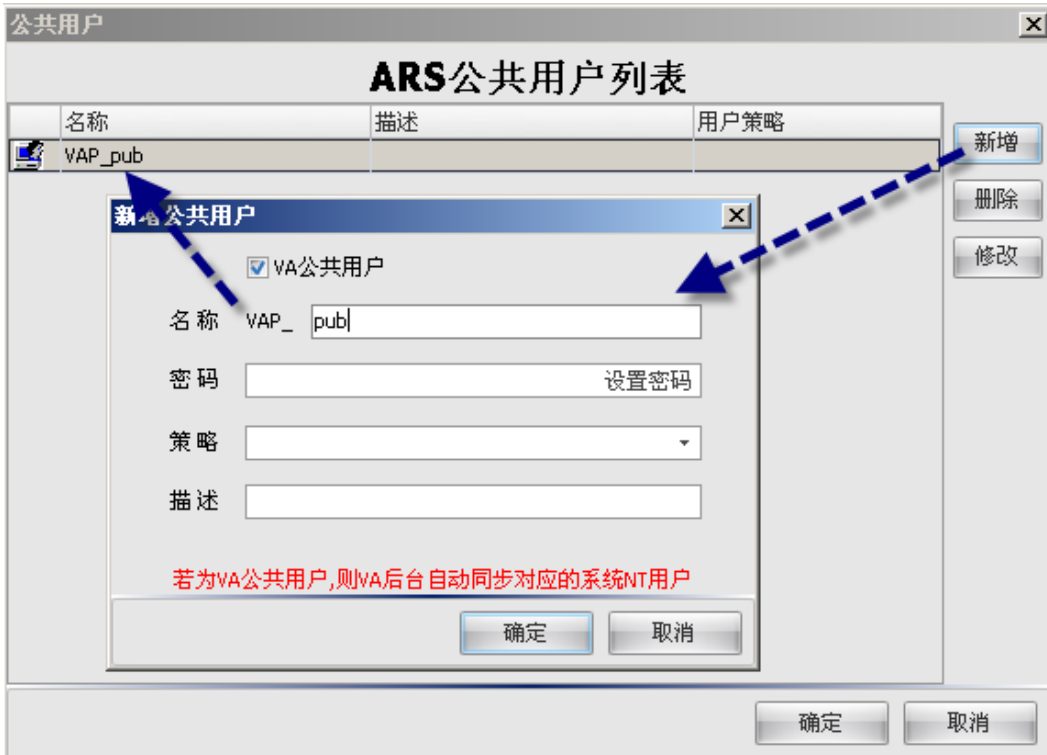 公共用户
ARS公共用户列表
名称 描述 用户策略
VAP_pub
新增
删除
修改
新增公共用户
VA公共用户
名称 VAP_ pub
密码 设置密码
策略
描述
若为VA公共用户,则VA后台自动同步对应的系统NT用户
确定 取消
确定 取消